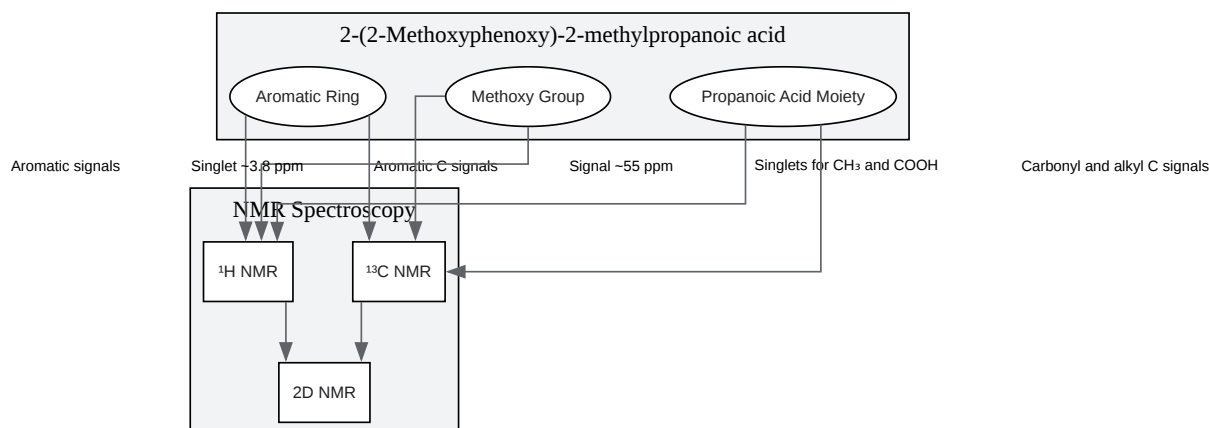 2-(2-Methoxyphenoxy)-2-methylpropanoic acid
Aromatic Ring
Methoxy Group
Propanoic Acid Moiety
Aromatic signals
Singlet ~3.8 ppm
Aromatic C signals
Signal ~55 ppm
Singlets for CH₃ and COOH
Carbonyl and alkyl C signals
NMR Spectroscopy
¹H NMR
¹³C NMR
2D NMR